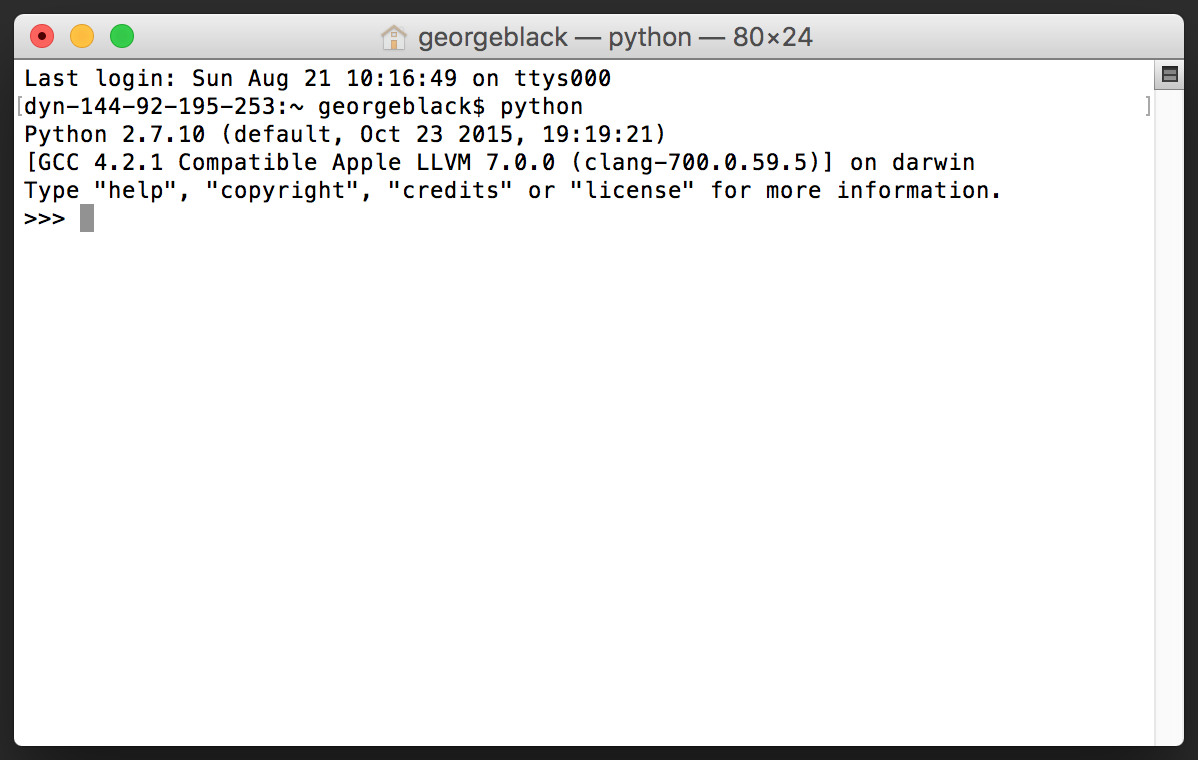 georgeblack — python — 80×24
Last login: Sun Aug 21 10:16:49 on ttys000
[dyn-144-92-195-253:~ georgeblack$ python ]
Python 2.7.10 (default, Oct 23 2015, 19:19:21)
[GCC 4.2.1 Compatible Apple LLVM 7.0.0 (clang-700.0.59.5)] on darwin
Type "help", "copyright", "credits" or "license" for more information.
>>>